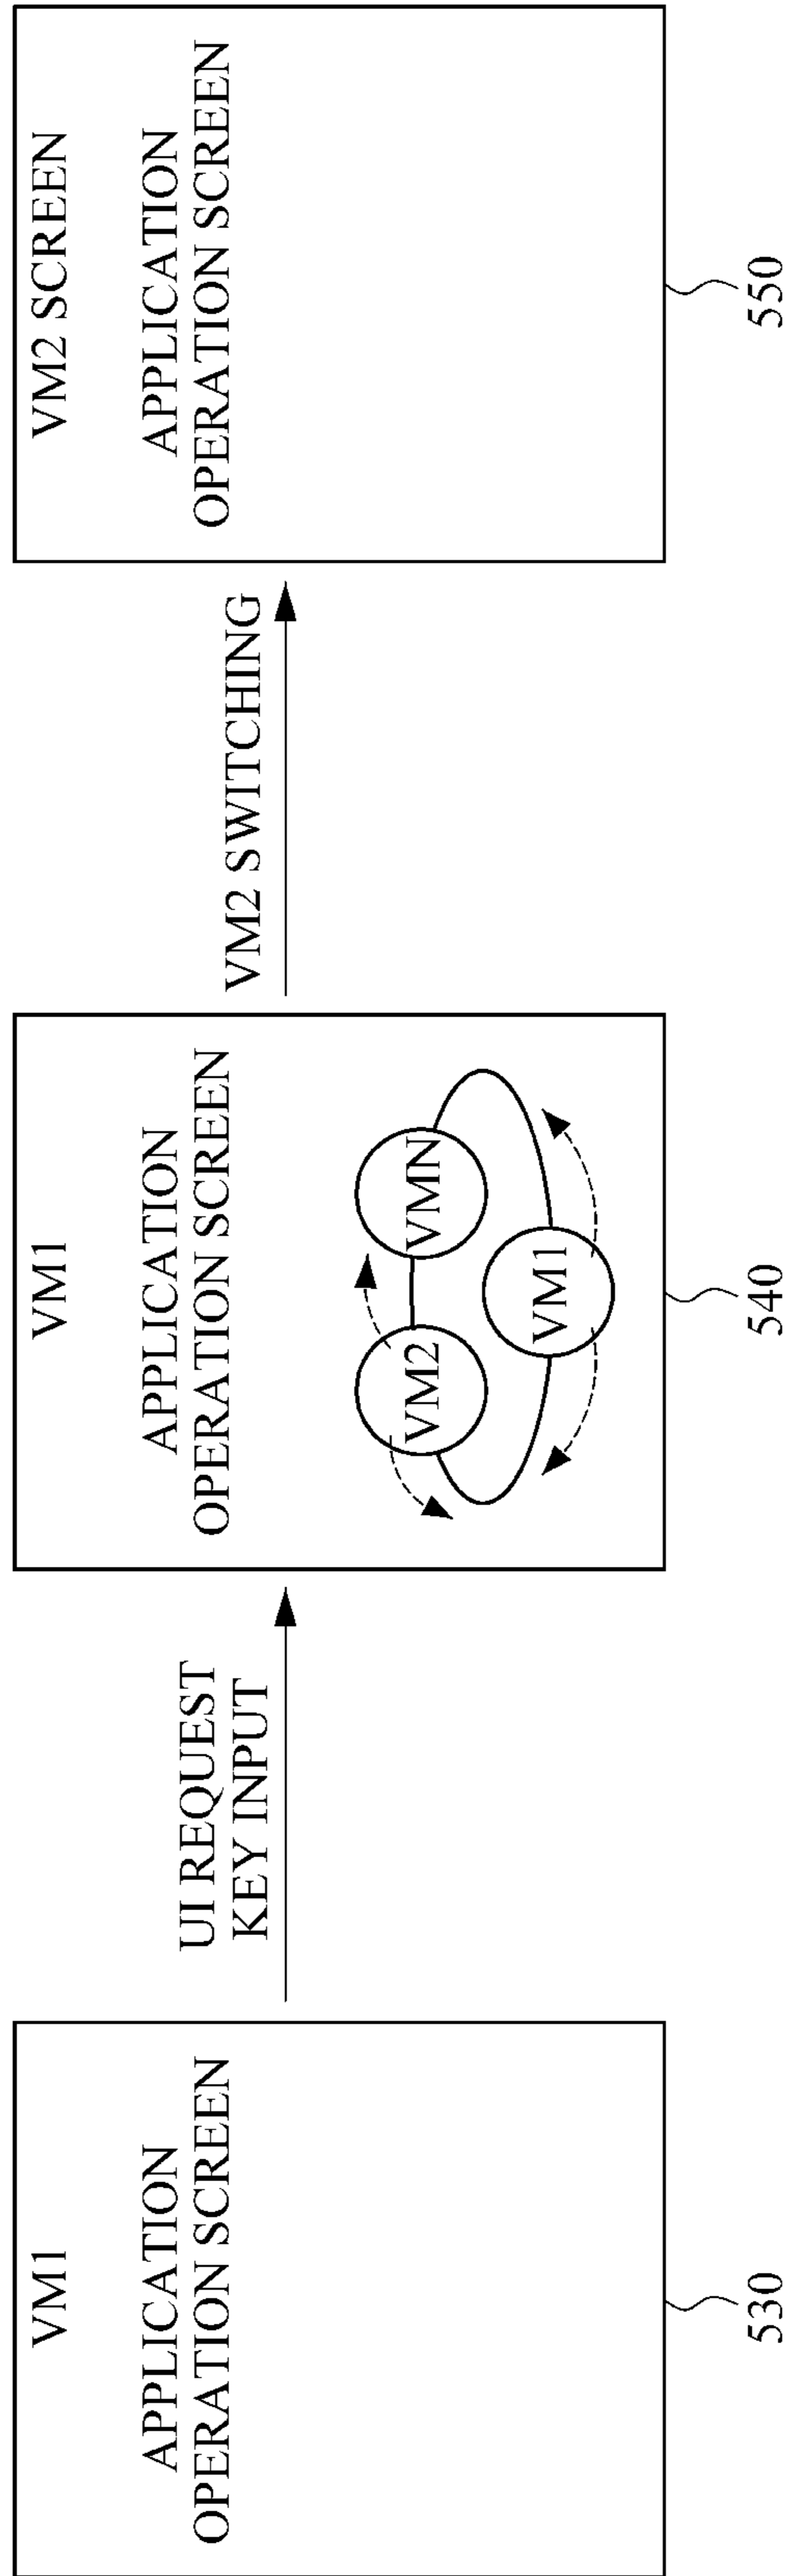 VM1
APPLICATION
OPERATION SCREEN
530
UI REQUEST
KEY INPUT
VM1
APPLICATION
OPERATION SCREEN
VM2
VMN
VM1
540
VM2 SWITCHING
VM2 SCREEN
APPLICATION
OPERATION SCREEN
550